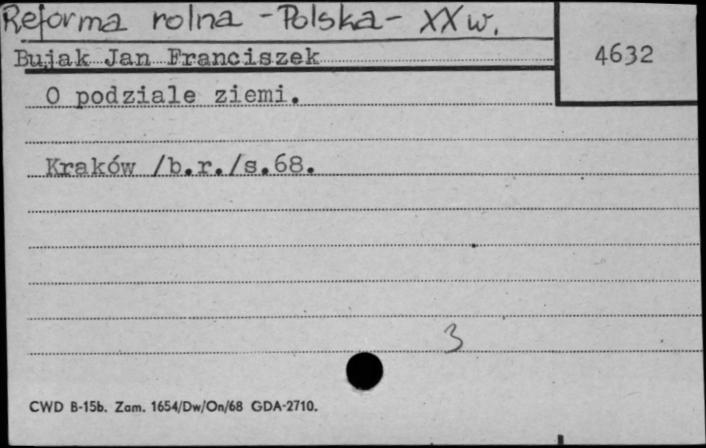 Reforma rolna - Polska - XX w.
Bujak Jan Franciszek
4632
O podziale ziemi.
Kraków /b.r./s.68.
3
CWD B-15b. Zam. 1654/Dw/On/68 GDA-2710.